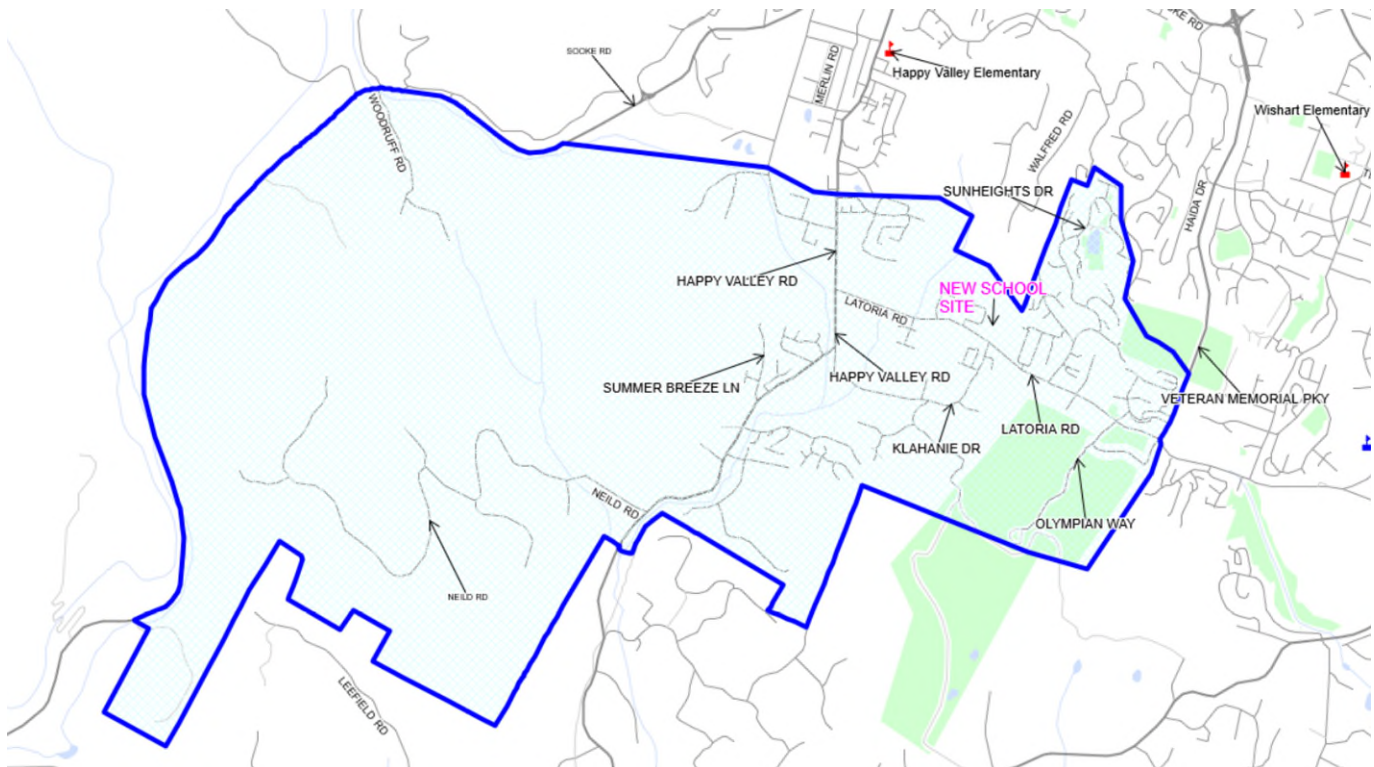 KE RD
SOOKE RD
MERLIN RD
Happy Valley Elementary
WOODRUFF RD
Wishart Elementary
WALFRED RD
SUNHEIGHTS DR
HAIDA DR
HAPPY VALLEY RD
NEW SCHOOL
SITE
LATORIA RD
SUMMER BREEZE LN
HAPPY VALLEY RD
VETERAN MEMORIAL PKY
LATORIA RD
KLAHANIE DR
NEILD RD
OLYMPIAN WAY
NEILD RD
LEEFIELD RD